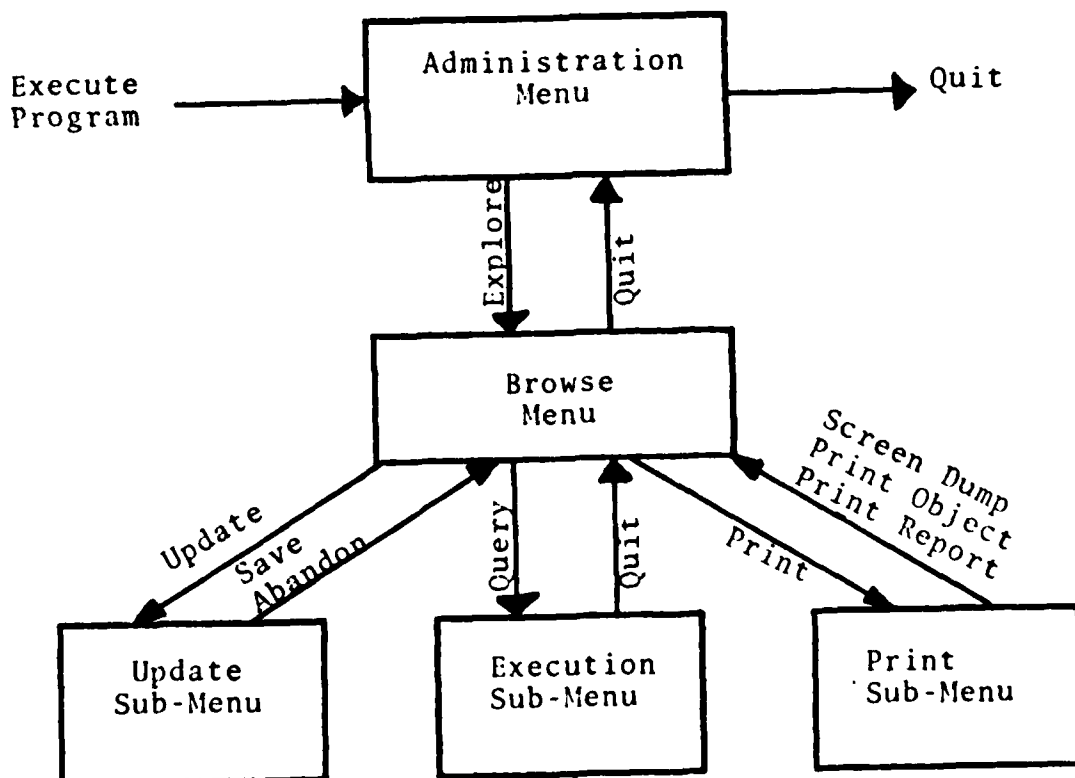 Execute
Program
Administration
Menu
Quit
Explore
Quit
Browse
Menu
Update
Save
Abandon
Query
Quit
Print
Screen Dump
Print Object
Print Report
Update
Sub-Menu
Execution
Sub-Menu
Print
Sub-Menu